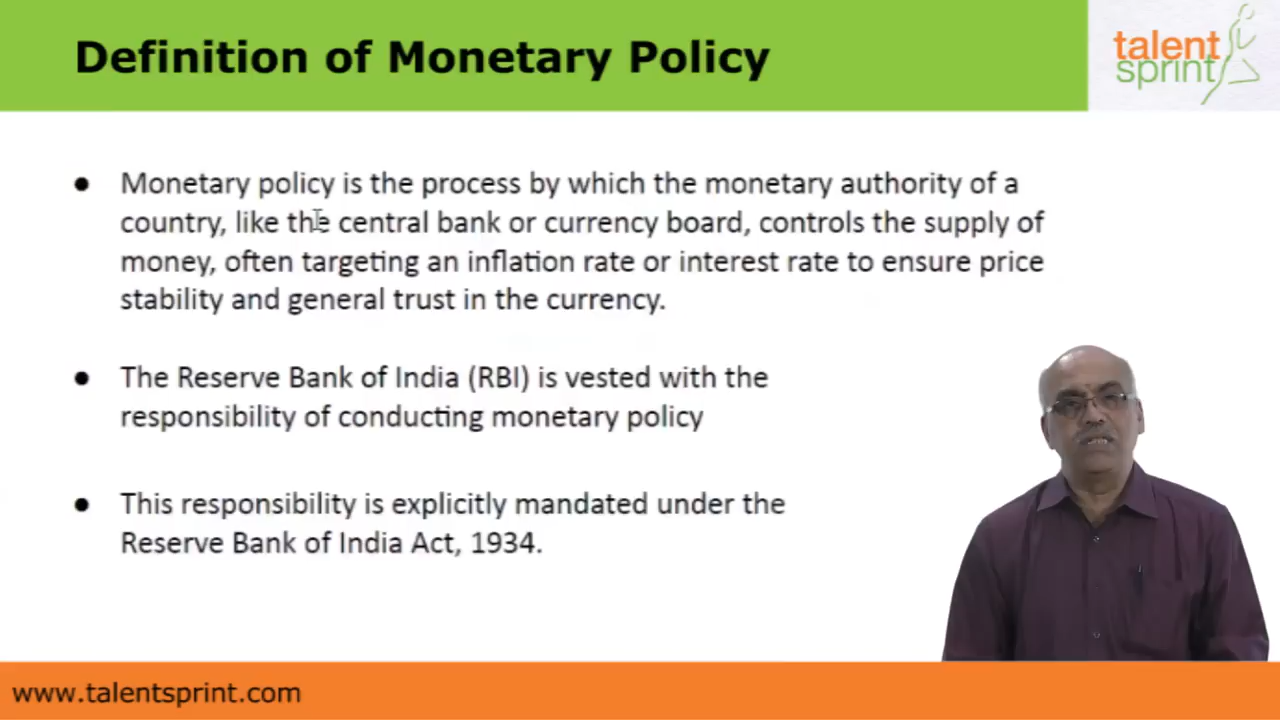 Definition of Monetary Policy
talent
sprint
● Monetary policy is the process by which the monetary authority of a
country, like the central bank or currency board, controls the supply of
money, often targeting an inflation rate or interest rate to ensure price
stability and general trust in the currency.
● The Reserve Bank of India (RBI) is vested with the
responsibility of conducting monetary policy
● This responsibility is explicitly mandated under the
Reserve Bank of India Act, 1934.
www.talentsprint.com